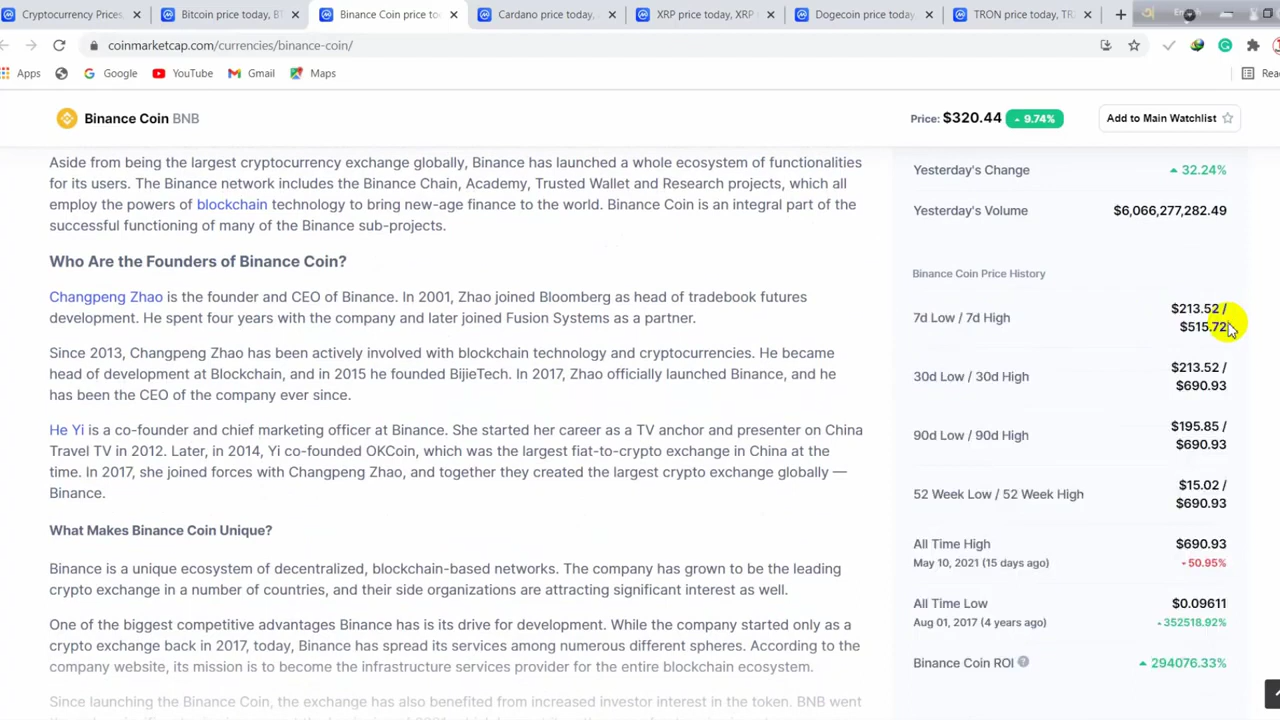 Cryptocurrency Prices
Bitcoin price today, BT
Binance Coin price to
Cardano price today,
XRP price today, XRP
Dogecoin price today
TRON price today, TR
coinmarketcap.com/currencies/binance-coin/
Apps
Google
YouTube
Gmail
Maps
Rea
Binance Coin BNB
Price: $320.44 9.74%
Add to Main Watchlist
Aside from being the largest cryptocurrency exchange globally, Binance has launched a whole ecosystem of functionalities
for its users. The Binance network includes the Binance Chain, Academy, Trusted Wallet and Research projects, which all
employ the powers of blockchain technology to bring new-age finance to the world. Binance Coin is an integral part of the
successful functioning of many of the Binance sub-projects.
Who Are the Founders of Binance Coin?
Changpeng Zhao is the founder and CEO of Binance. In 2001, Zhao joined Bloomberg as head of tradebook futures
development. He spent four years with the company and later joined Fusion Systems as a partner.
Since 2013, Changpeng Zhao has been actively involved with blockchain technology and cryptocurrencies. He became
head of development at Blockchain, and in 2015 he founded BijieTech. In 2017, Zhao officially launched Binance, and he
has been the CEO of the company ever since.
He Yi is a co-founder and chief marketing officer at Binance. She started her career as a TV anchor and presenter on China
Travel TV in 2012. Later, in 2014, Yi co-founded OKCoin, which was the largest fiat-to-crypto exchange in China at the
time. In 2017, she joined forces with Changpeng Zhao, and together they created the largest crypto exchange globally —
Binance.
What Makes Binance Coin Unique?
Binance is a unique ecosystem of decentralized, blockchain-based networks. The company has grown to be the leading
crypto exchange in a number of countries, and their side organizations are attracting significant interest as well.
One of the biggest competitive advantages Binance has is its drive for development. While the company started only as a
crypto exchange back in 2017, today, Binance has spread its services among numerous different spheres. According to the
company website, its mission is to become the infrastructure services provider for the entire blockchain ecosystem.
Since launching the Binance Coin, the exchange has also benefited from increased investor interest in the token. BNB went
Yesterday's Change
32.24%
Yesterday's Volume
$6,066,277,282.49
Binance Coin Price History
7d Low / 7d High
$213.52 /
$515.72
30d Low / 30d High
$213.52 /
$690.93
90d Low / 90d High
$195.85 /
$690.93
52 Week Low / 52 Week High
$15.02 /
$690.93
All Time High
$690.93
May 10, 2021 (15 days ago)
50.95%
All Time Low
$0.09611
Aug 01, 2017 (4 years ago)
352518.92%
Binance Coin ROI
294076.33%